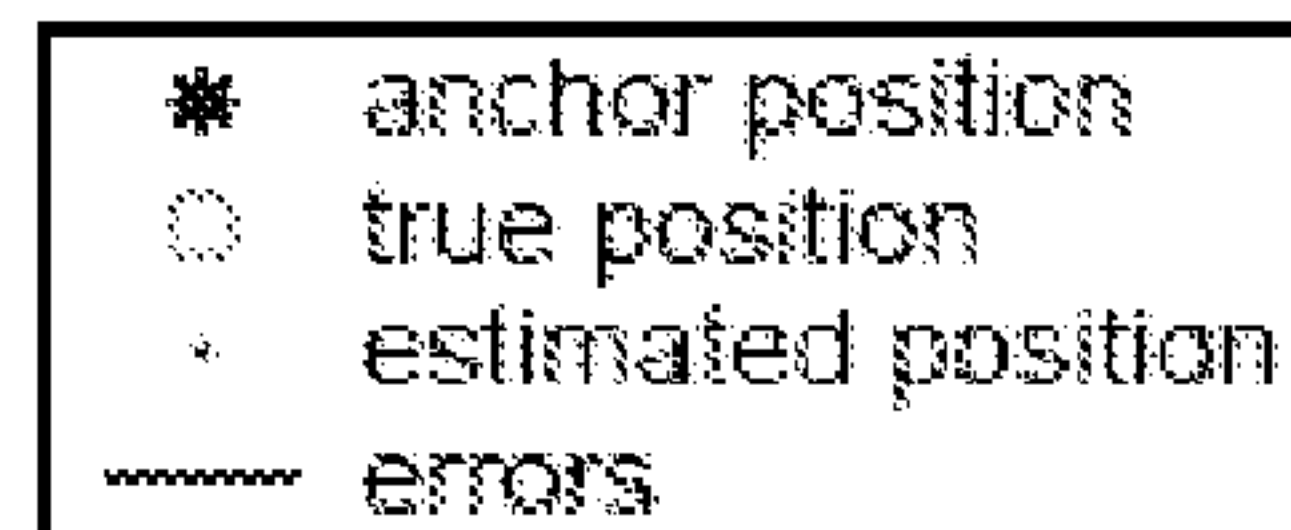 anchor position
true position
estimated position
errors